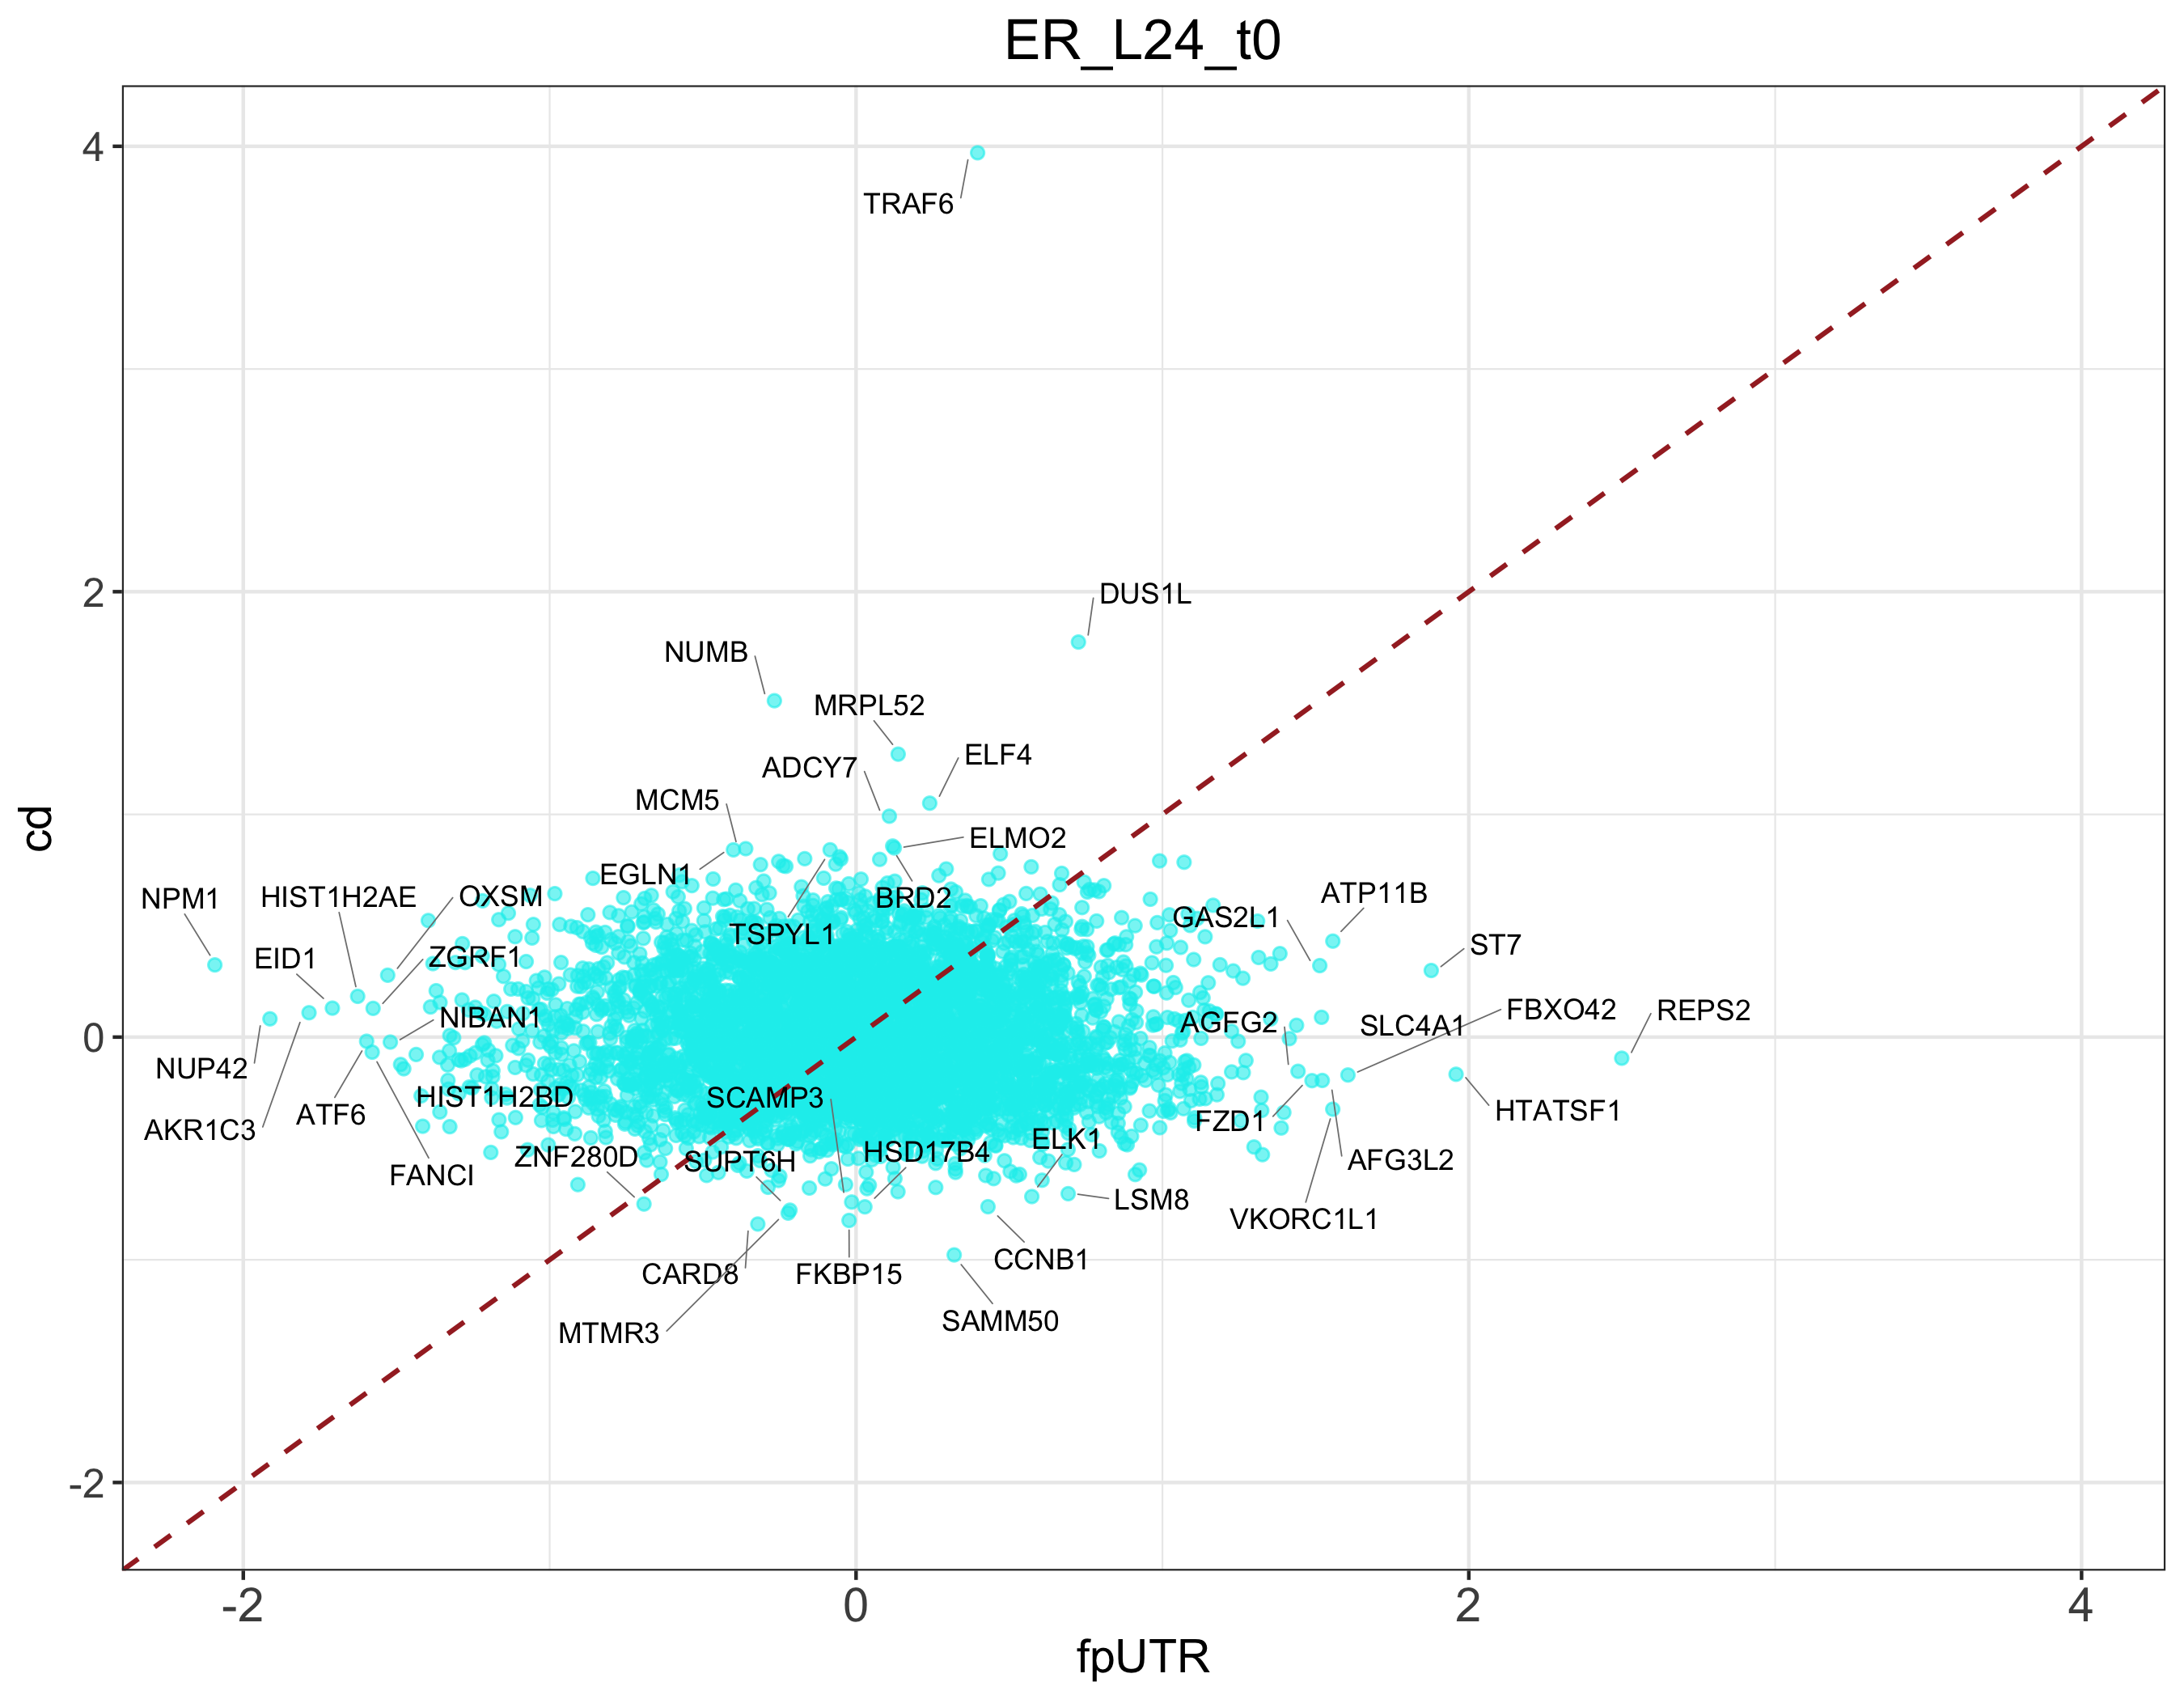 ER_L24_t0
4
TRAF6
2
DUS1L
NUMB
MRPL52
ELF4
ADCY7
MCM5
ELMO2
EGLN1
BRD2
TSPYL1
NPM1
HIST1H2AE
OXSM
EID1
ZGRF1
NIBAN1
ATP11B
GAS2L1
ST7
FBXO42
REPS2
SLC4A1
AGFG2
0
NUP42
HIST1H2BD
SCAMP3
ATF6
AKR1C3
FZD1
HTATSF1
ELK1
HSD17B4
ZNF280D
SUPT6H
AFG3L2
FANCI
LSM8
VKORC1L1
CCNB1
CARD8
FKBP15
SAMM50
MTMR3
-2
-2
0
2
4
fpUTR
cd